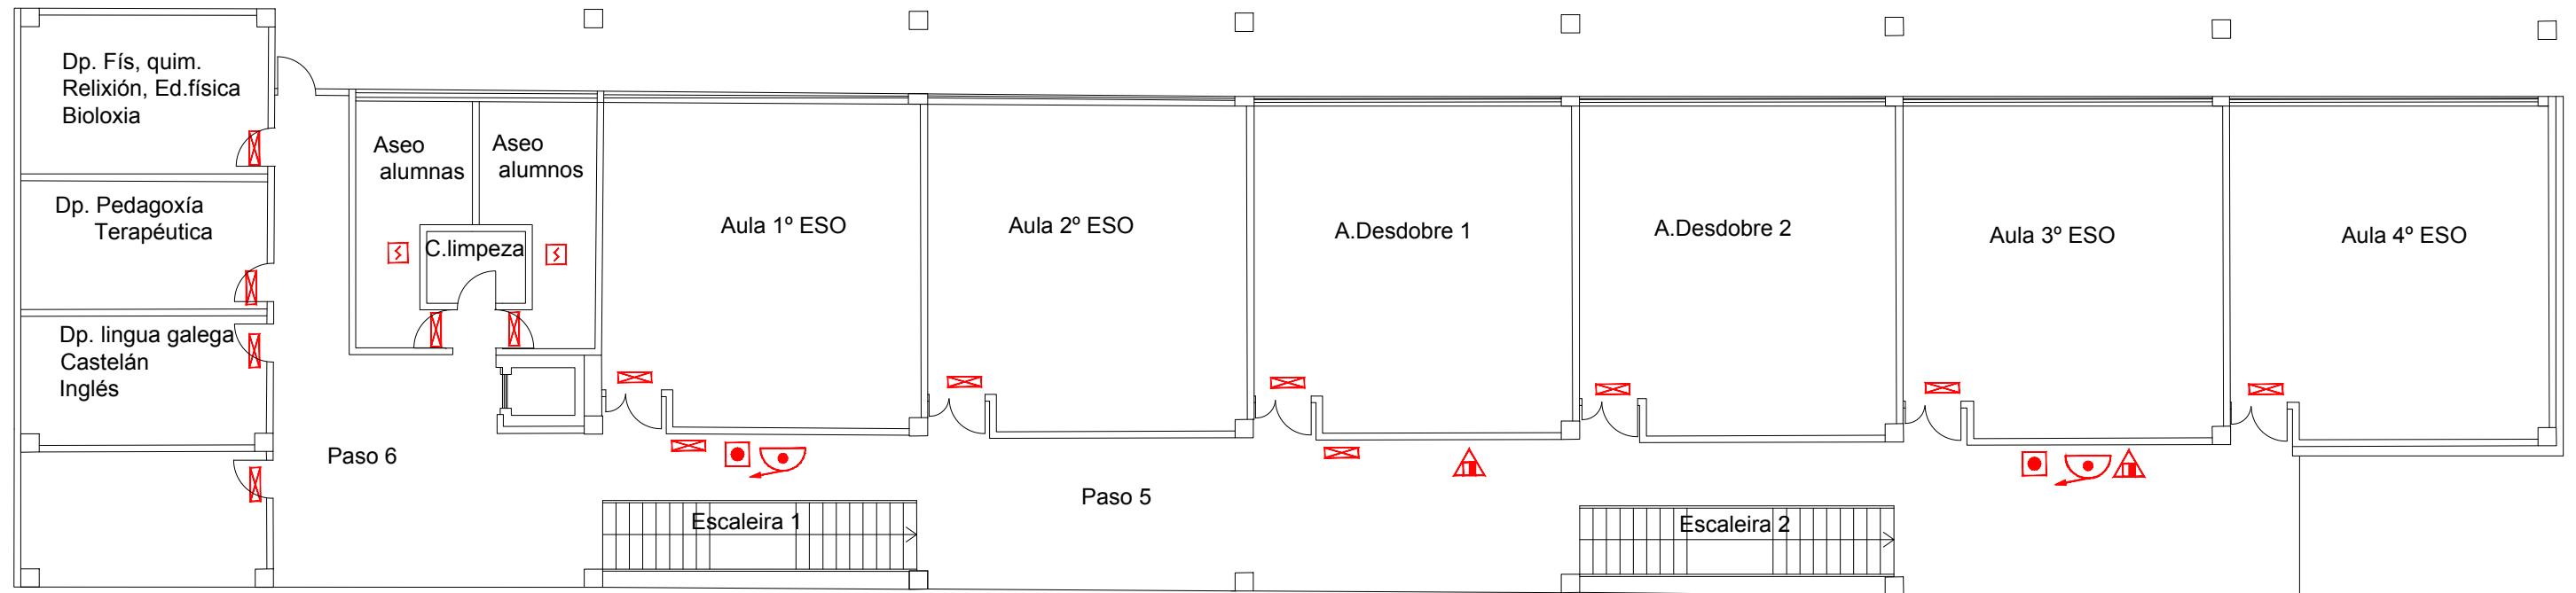 Dp. Fís, quim.
Relixión, Ed.física
Bioloxia
Dp. Pedagoxía
Terapéutica
Dp. lingua galega
Castelán
Inglés
Aseo
alumnas
Aseo
alumnos
C.limpeza
Aula 1º ESO
Aula 2º ESO
A.Desdobre 1
A.Desdobre 2
Aula 3º ESO
Aula 4º ESO
Paso 6
Escaleira 1
Paso 5
Escaleira 2